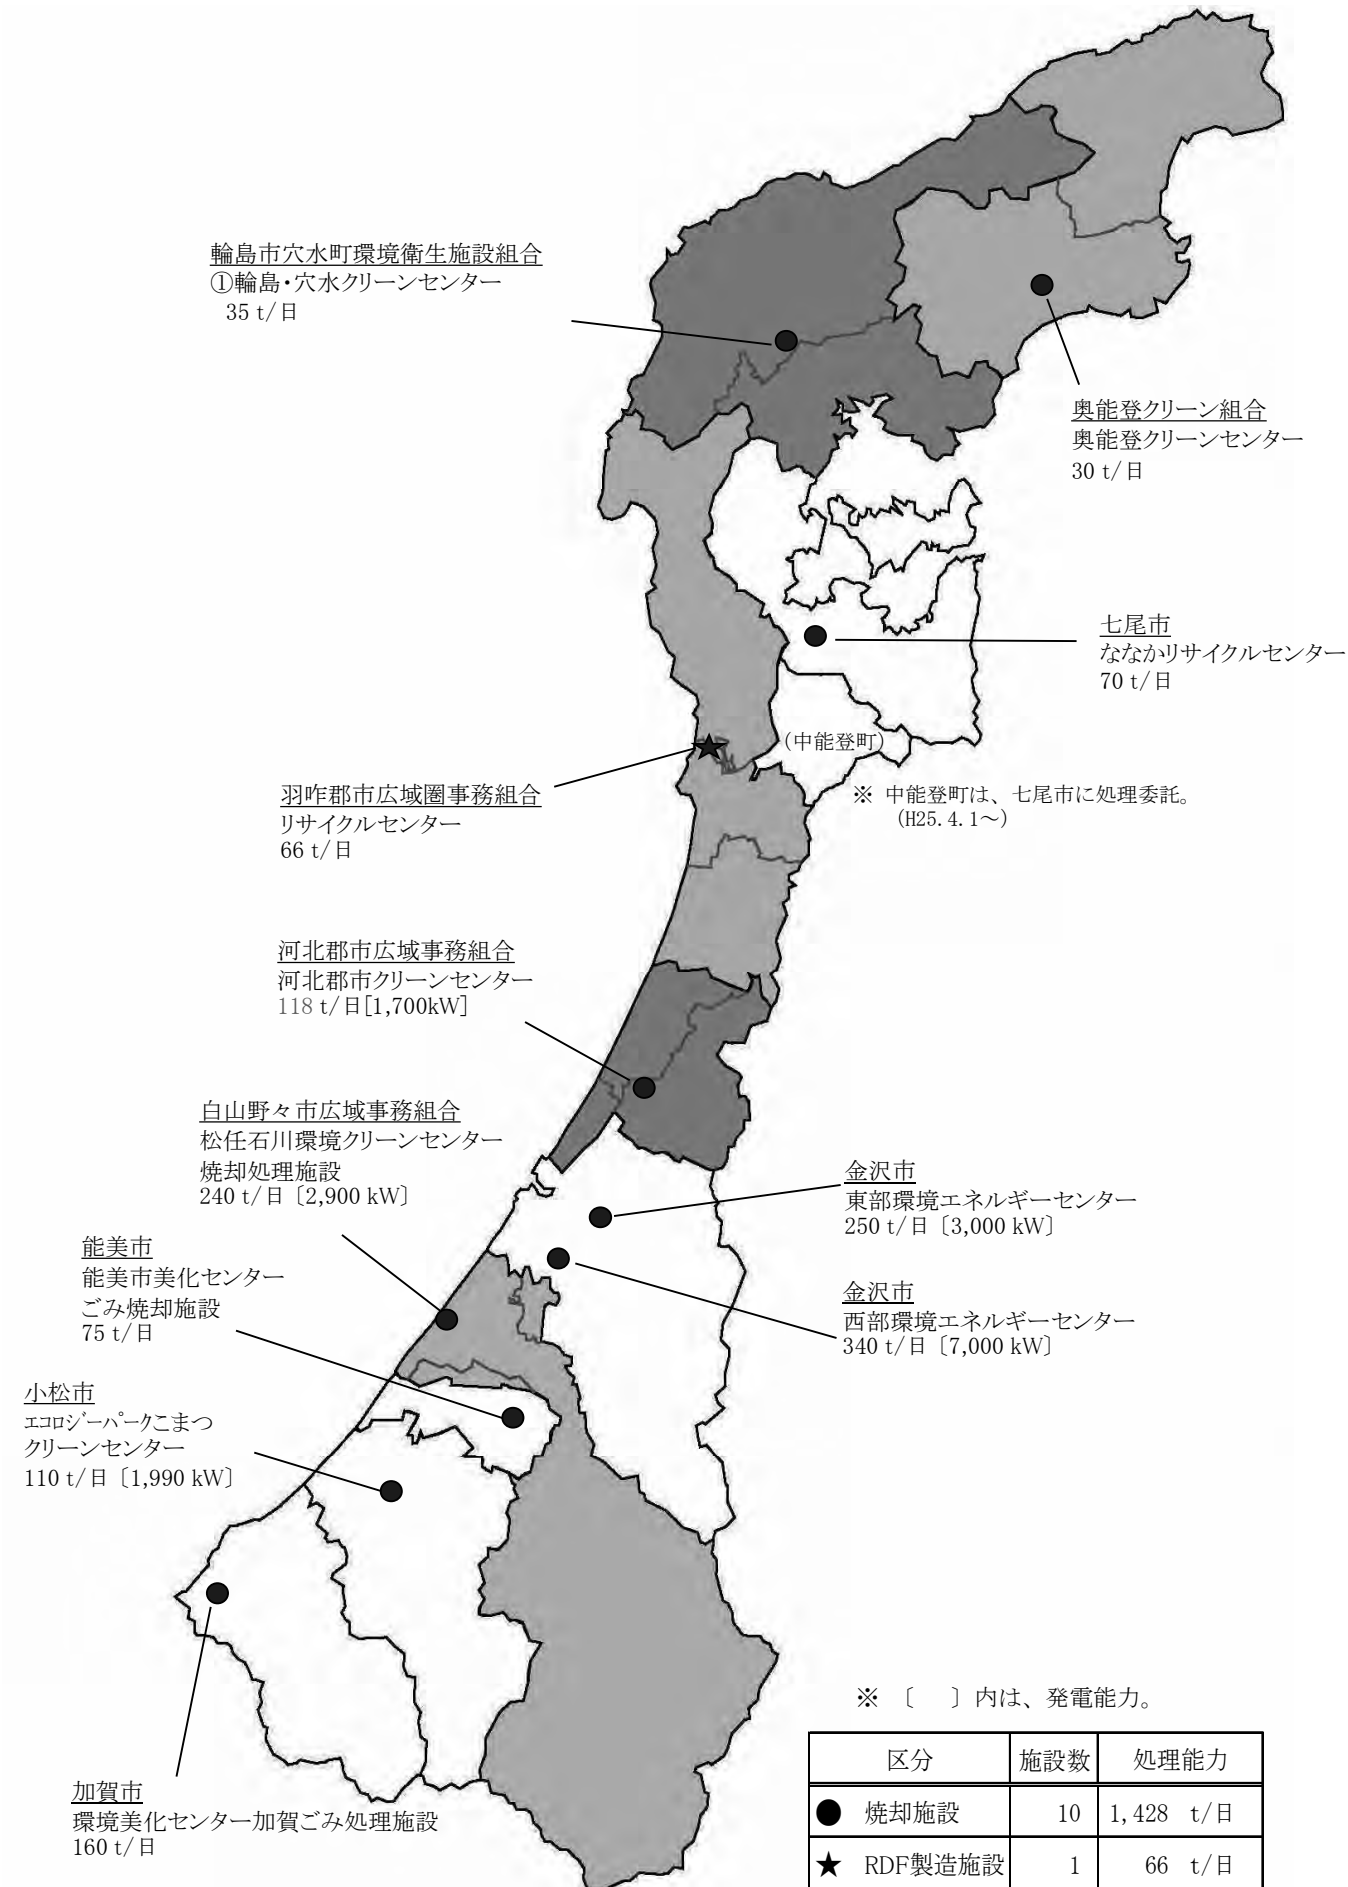 輪島市穴水町環境衛生施設組合
①輪島・穴水クリーンセンター
35 t/日
奥能登クリーン組合
奥能登クリーンセンター
30 t/日
七尾市
ななかリサイクルセンター
70 t/日
(中能登町)
※ 中能登町は、七尾市に処理委託。
(H25.4.1～)
羽咋郡市広域圏事務組合
リサイクルセンター
66 t/日
河北郡市広域事務組合
河北郡市クリーンセンター
118 t/日[1,700kW]
白山野々市広域事務組合
松任石川環境クリーンセンター
焼却処理施設
240 t/日〔2,900 kW〕
金沢市
東部環境エネルギーセンター
250 t/日〔3,000 kW〕
能美市
能美市美化センター
ごみ焼却施設
75 t/日
金沢市
西部環境エネルギーセンター
340 t/日〔7,000 kW〕
小松市
エコロジーパークこまつ
クリーンセンター
110 t/日〔1,990 kW〕
加賀市
環境美化センター加賀ごみ処理施設
160 t/日
※ 〔　〕内は、発電能力。
区分 施設数 処理能力
● 焼却施設 10 1,428 t/日
★ RDF製造施設 1 66 t/日